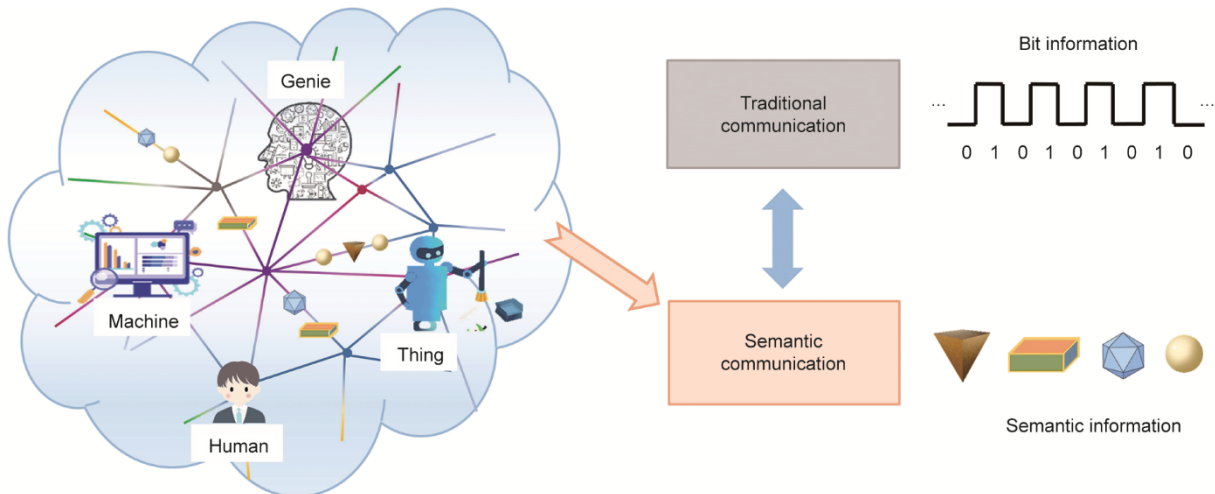 Genie
Machine
Thing
Human
Traditional
communication
Semantic
communication
Bit information
... ...
0 1 0 1 0 1 0 1 0
Semantic information